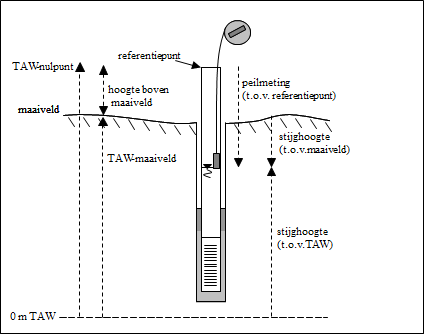 referentiepunt
TAW-nulpunt
hoogte boven
maaiveld
peilmeting
(t.o.v. referentiepunt)
maaiveld
stijghoogte
(t.o.v. maaiveld)
TAW-maaiveld
stijghoogte
(t.o.v. TAW)
0 m TAW